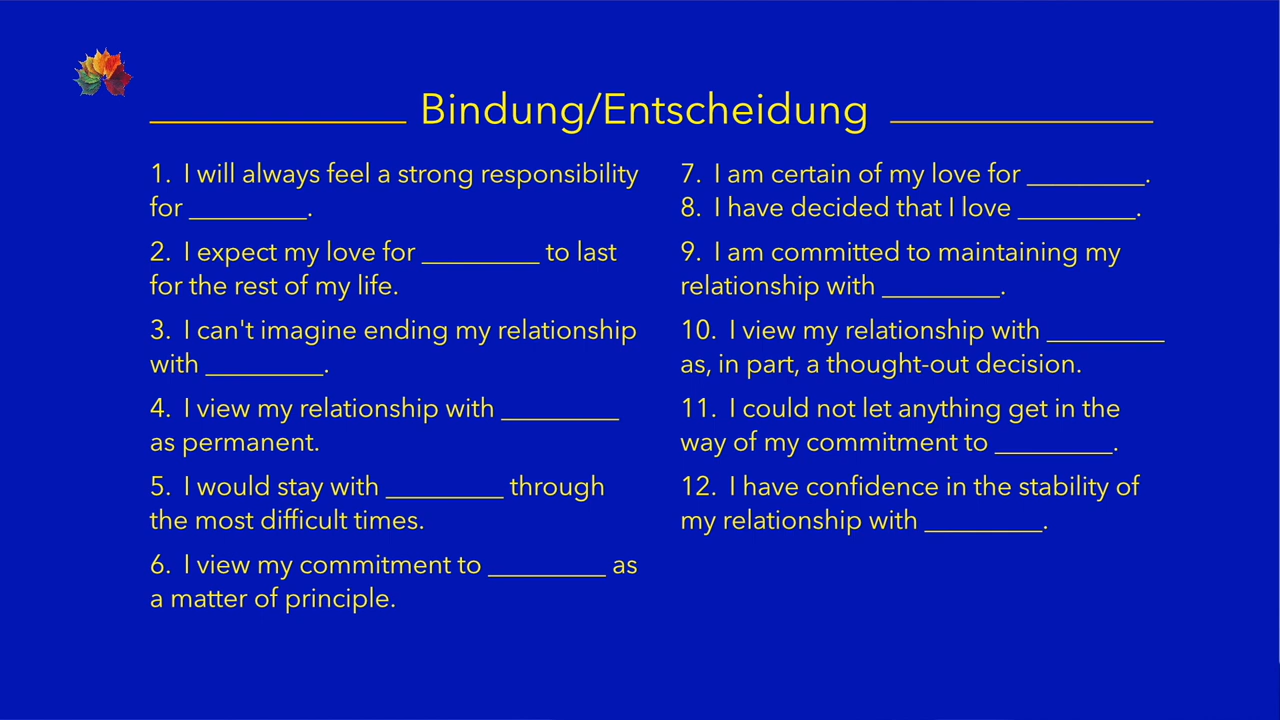 Bindung/Entscheidung
1. I will always feel a strong responsibility
for _________.
2. I expect my love for _________ to last
for the rest of my life.
3. I can't imagine ending my relationship
with _________.
4. I view my relationship with _________
as permanent.
5. I would stay with _________ through
the most difficult times.
6. I view my commitment to _________ as
a matter of principle.
7. I am certain of my love for _________.
8. I have decided that I love _________.
9. I am committed to maintaining my
relationship with _________.
10. I view my relationship with _________
as, in part, a thought-out decision.
11. I could not let anything get in the
way of my commitment to _________.
12. I have confidence in the stability of
my relationship with _________.